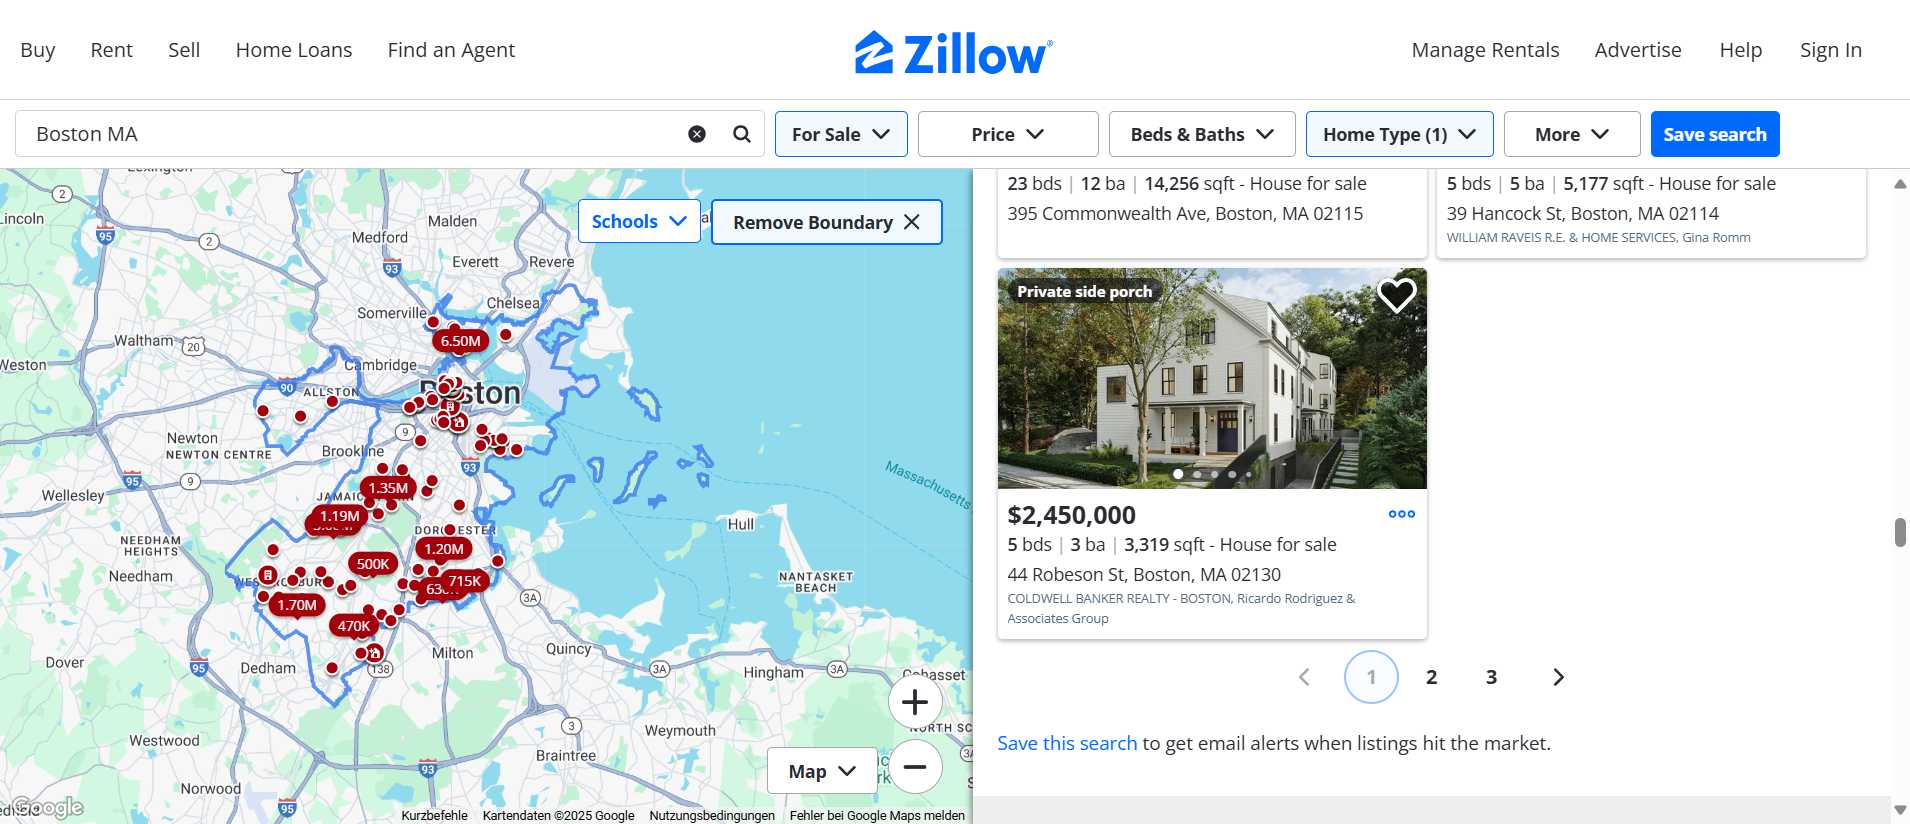 Buy Rent Sell Home Loans Find an Agent
Zillow
Manage Rentals Advertise Help Sign In
Boston MA
For Sale
Price
Beds & Baths
Home Type (1)
More
Save search
Lexington
2
Lincoln
95
2
Malden
Medford
93
Everett
Revere
Schools
Remove Boundary
Chelsea
Somerville
6.50M
Waltham
20
Weston
Cambridge
90
ALLSTON
Boston
9
Newton
NEWTON CENTRE
Brookline
93
95
9
Wellesley
1.35M
JAMAICA PLAIN
1.19M
Massachusetts
Hull
DORCHESTER
1.20M
NEEDHAM
HEIGHTS
500K
715K
Needham
NANTASKET
BEACH
3A
1.70M
470K
Dover
95
Dedham
138
Milton
Quincy
3A
Hingham
3A
Cohasset
3
Weymouth
NORTH SC
Westwood
Braintree
93
3A
Map
Norwood
95
Google
Kurzbefehle Kartendaten ©2025 Google Nutzungsbedingungen Fehler bei Google Maps melden
23 bds | 12 ba | 14,256 sqft - House for sale
395 Commonwealth Ave, Boston, MA 02115
5 bds | 5 ba | 5,177 sqft - House for sale
39 Hancock St, Boston, MA 02114
WILLIAM RAVEIS R.E. & HOME SERVICES, Gina Romm
Private side porch
$2,450,000
5 bds | 3 ba | 3,319 sqft - House for sale
44 Robeson St, Boston, MA 02130
COLDWELL BANKER REALTY - BOSTON, Ricardo Rodriguez &
Associates Group
1 2 3
Save this search to get email alerts when listings hit the market.